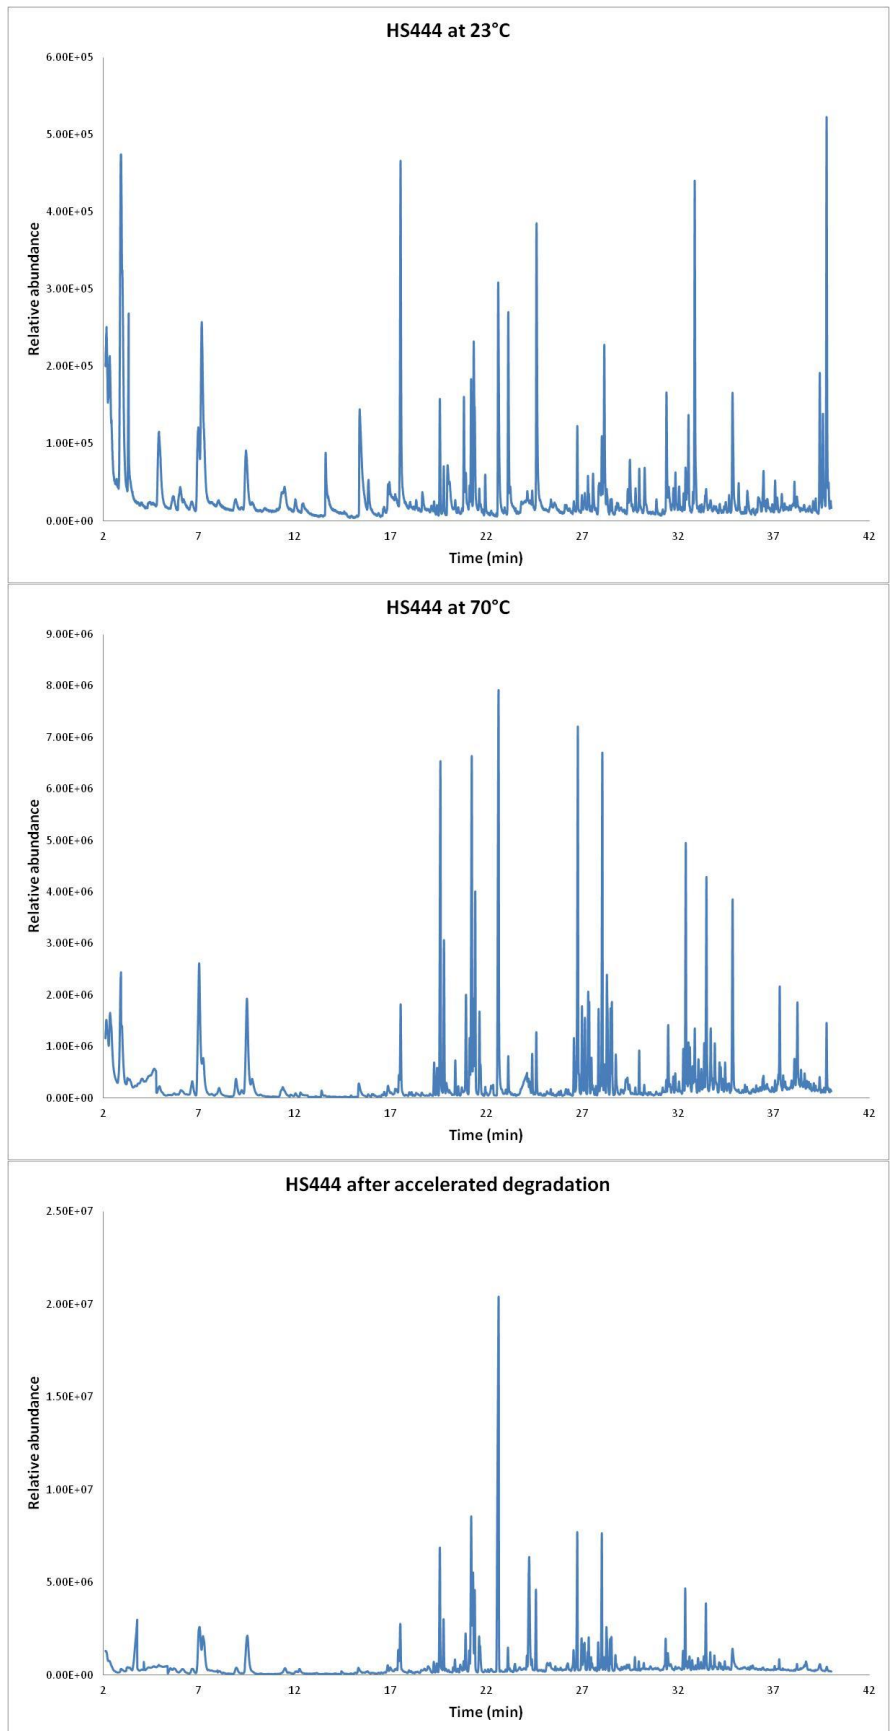 HS444 at 23°C
6.00E+05
5.00E+05
4.00E+05
3.00E+05
2.00E+05
1.00E+05
0.00E+00
Relative abundance
2 7 12 17 22 27 32 37 42
Time (min)
HS444 at 70°C
9.00E+06
8.00E+06
7.00E+06
6.00E+06
5.00E+06
4.00E+06
3.00E+06
2.00E+06
1.00E+06
0.00E+00
Relative abundance
2 7 12 17 22 27 32 37 42
Time (min)
HS444 after accelerated degradation
2.50E+07
2.00E+07
1.50E+07
1.00E+07
5.00E+06
0.00E+00
Relative abundance
2 7 12 17 22 27 32 37 42
Time (min)